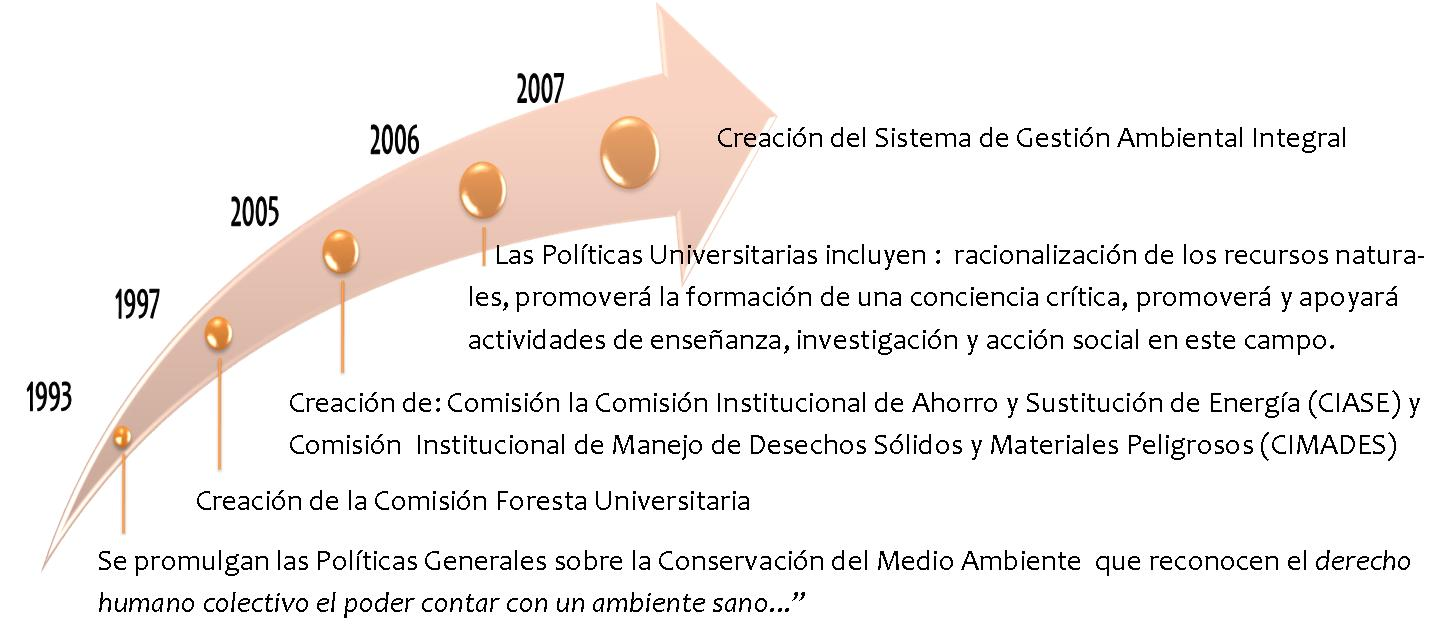 2007
Creación del Sistema de Gestión Ambiental Integral
2006
Las Políticas Universitarias incluyen : racionalización de los recursos natura-
les, promoverá la formación de una conciencia crítica, promoverá y apoyará
actividades de enseñanza, investigación y acción social en este campo.
2005
Creación de: Comisión la Comisión Institucional de Ahorro y Sustitución de Energía (CIASE) y
Comisión Institucional de Manejo de Desechos Sólidos y Materiales Peligrosos (CIMADES)
1997
Creación de la Comisión Foresta Universitaria
1993
Se promulgan las Políticas Generales sobre la Conservación del Medio Ambiente que reconocen el derecho
humano colectivo el poder contar con un ambiente sano...”